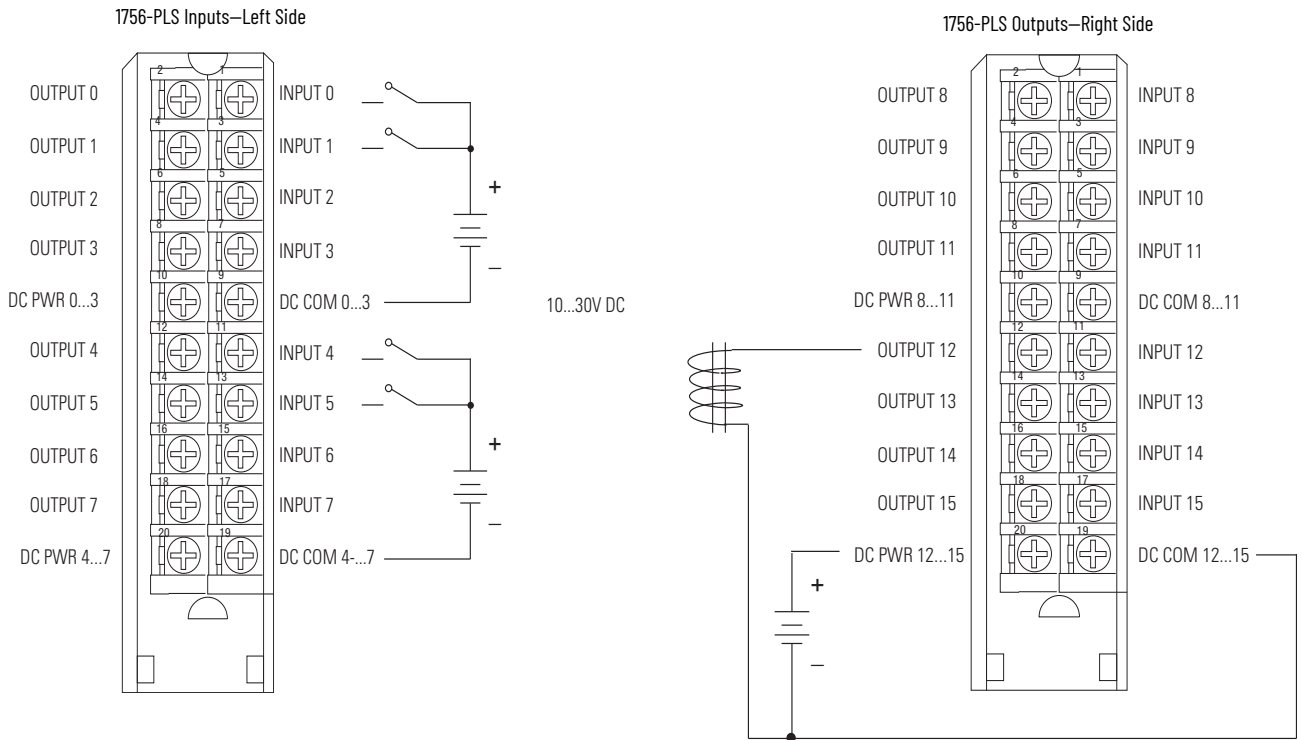 1756-PLS Inputs—Left Side
OUTPUT 0 2 1 INPUT 0
OUTPUT 1 4 3 INPUT 1
OUTPUT 2 6 5 INPUT 2
+
OUTPUT 3 8 7 INPUT 3
–
DC PWR 0...3 10 9 DC COM 0...3
OUTPUT 4 12 11 INPUT 4
OUTPUT 5 14 13 INPUT 5
+
OUTPUT 6 16 15 INPUT 6
OUTPUT 7 18 17 INPUT 7
–
DC PWR 4...7 20 19 DC COM 4-...7
10...30V DC
1756-PLS Outputs—Right Side
OUTPUT 8 2 1 INPUT 8
OUTPUT 9 4 3 INPUT 9
OUTPUT 10 6 5 INPUT 10
OUTPUT 11 8 7 INPUT 11
DC PWR 8...11 10 9 DC COM 8...11
OUTPUT 12 12 11 INPUT 12
OUTPUT 13 14 13 INPUT 13
OUTPUT 14 16 15 INPUT 14
OUTPUT 15 18 17 INPUT 15
DC PWR 12...15 20 19 DC COM 12...15
+
–